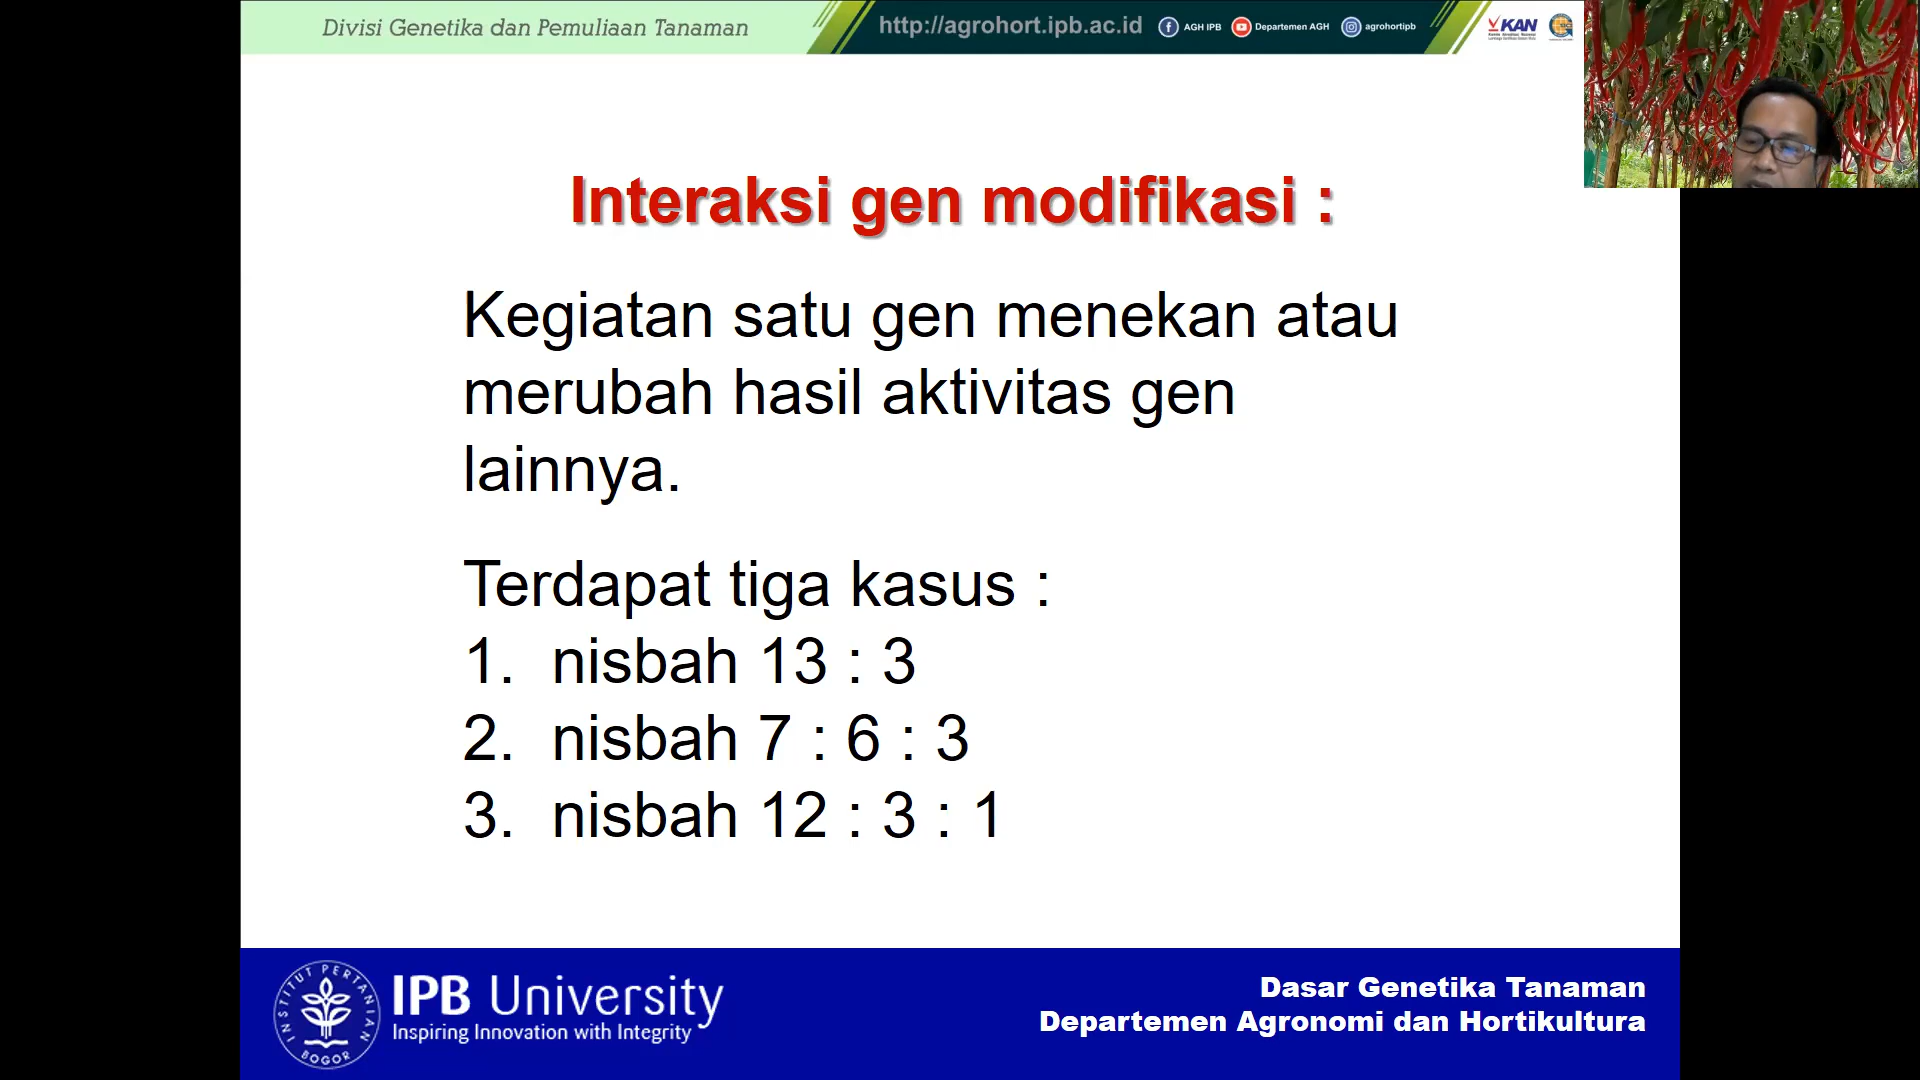 Divisi Genetika dan Pemuliaan Tanaman
http://agrohort.ipb.ac.id
AGH IPB
Departemen AGH
agrohortipb
KAN
Interaksi gen modifikasi :
Kegiatan satu gen menekan atau
merubah hasil aktivitas gen
lainnya.
Terdapat tiga kasus :
1. nisbah 13 : 3
2. nisbah 7 : 6 : 3
3. nisbah 12 : 3 : 1
INSTITUT PERTANIAN
BOGOR
IPB University
Inspiring Innovation with Integrity
Dasar Genetika Tanaman
Departemen Agronomi dan Hortikultura